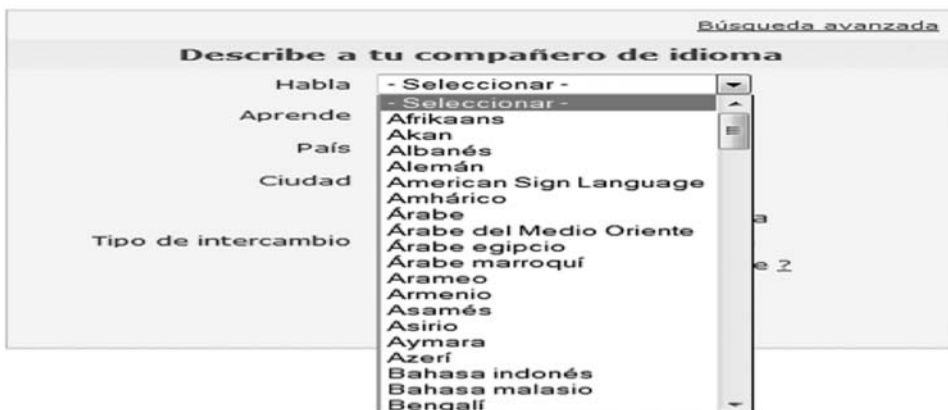 Búsqueda avanzada
Describe a tu compañero de idioma
Habla - Seleccionar -
- Seleccionar -
Aprende Afrikaans
Akan
País Albanés
Alemán
Ciudad American Sign Language
Amhárico
Árabe a
Árabe del Medio Oriente
Tipo de intercambio Árabe egipcio
Árabe marroquí e ?
Arameo
Armenio
Asamés
Asirio
Aymara
Azerí
Bahasa indonés
Bahasa malasio
Bengalí